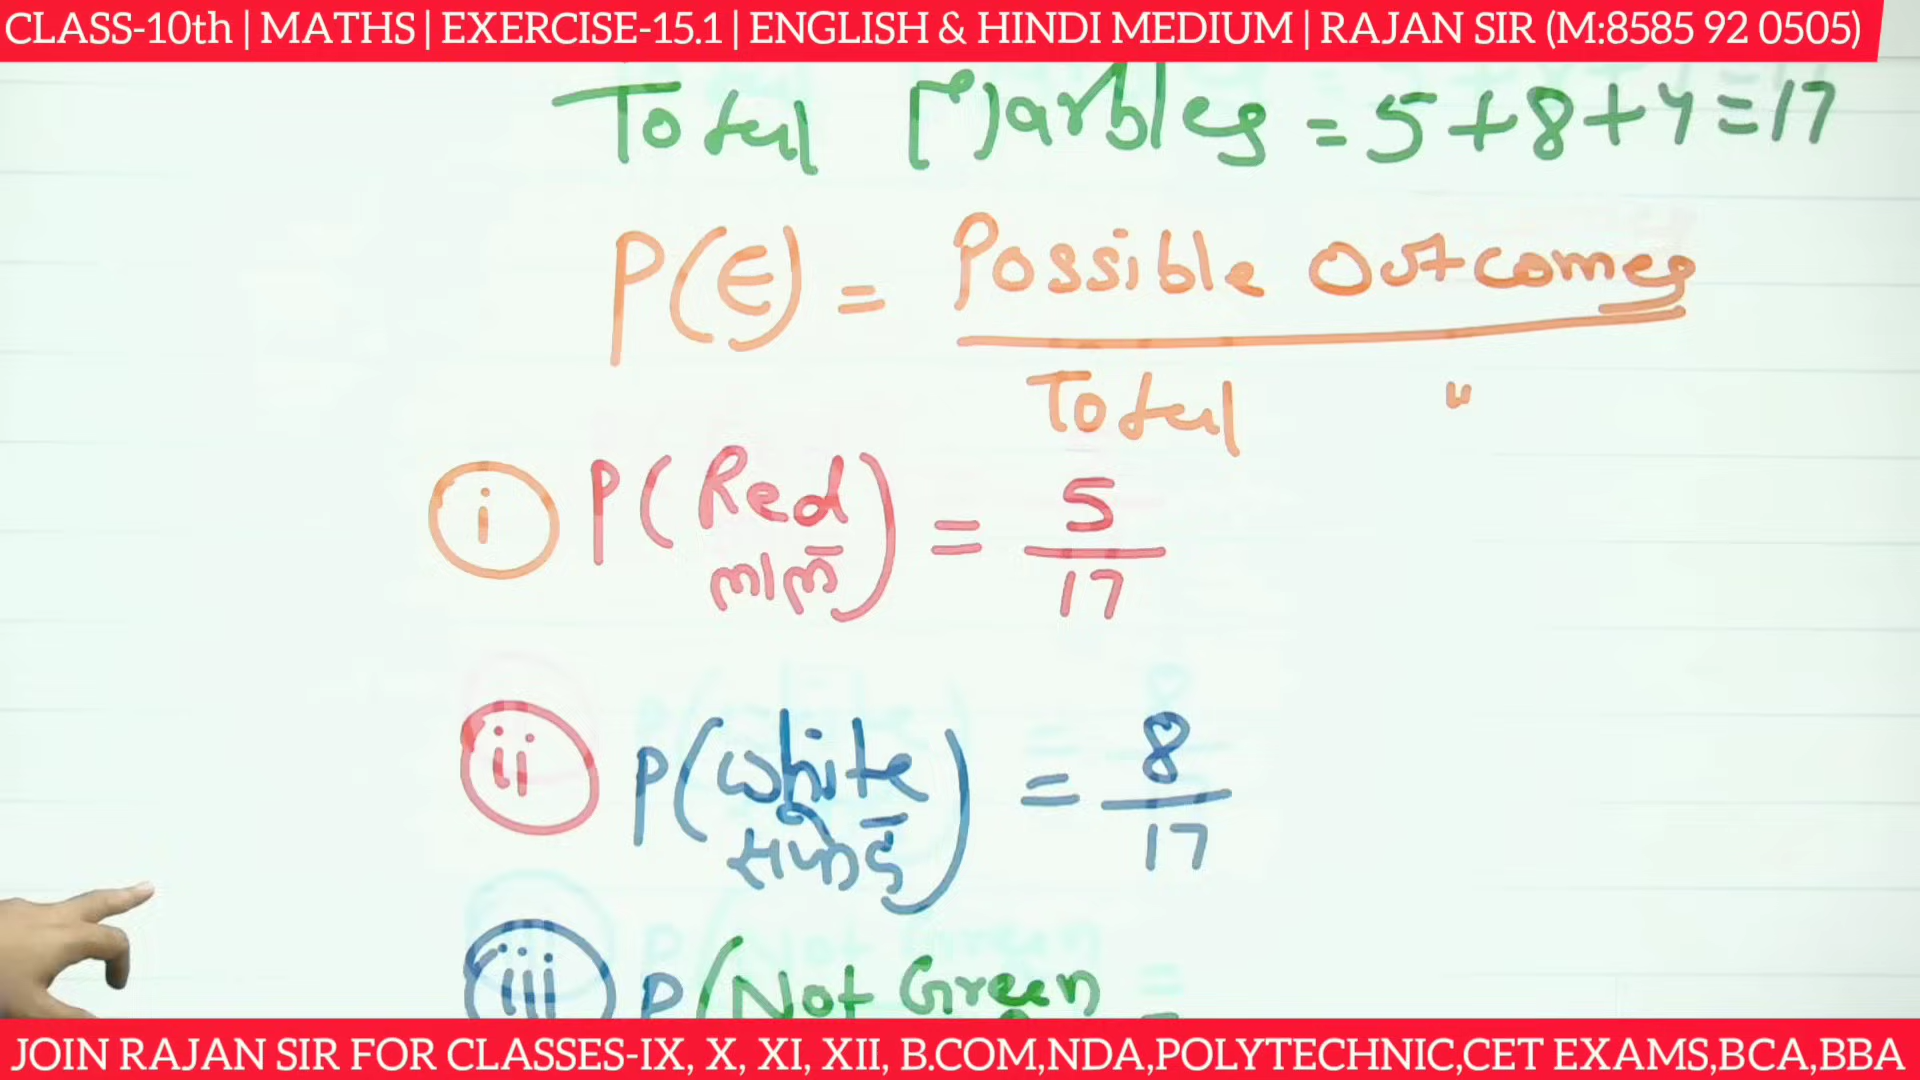 CLASS-10th | MATHS | EXERCISE-15.1 | ENGLISH & HINDI MEDIUM | RAJAN SIR (M:8585 92 0505)
Total Marbles = 5+8+4=17
P(E) = Possible Outcomes
Total "
i P(Red) = 5
17
ii P(White) = 8
17
iii P(Not Green =
JOIN RAJAN SIR FOR CLASSES-IX, X, XI, XII, B.COM,NDA,POLYTECHNIC,CET EXAMS,BCA,BBA